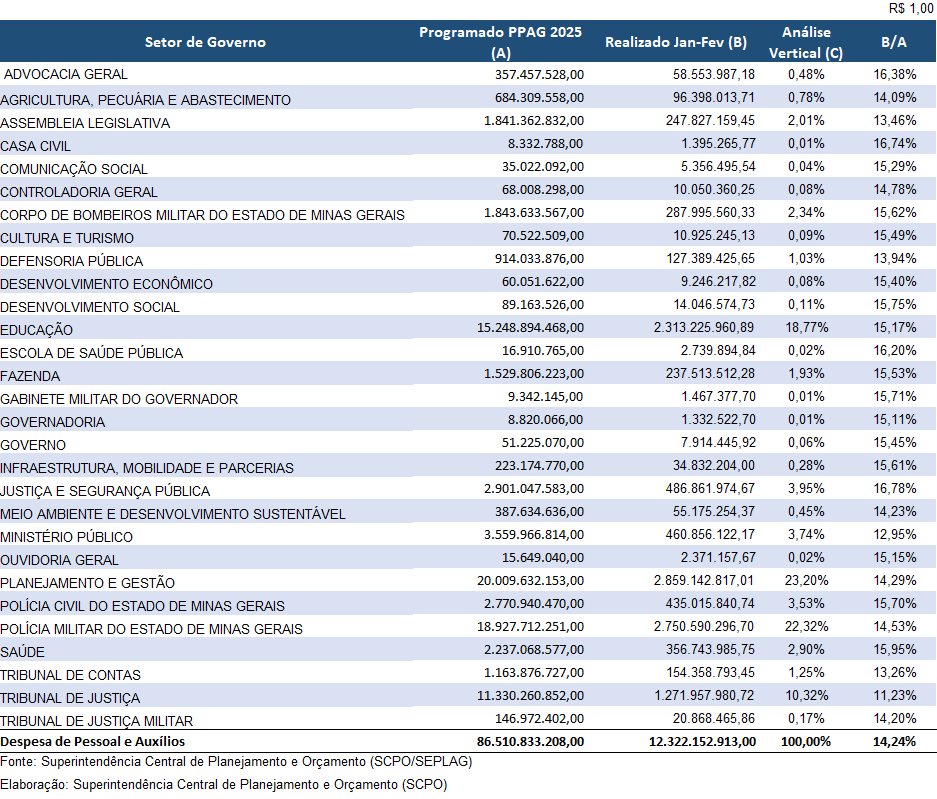 R$ 1,00
Setor de Governo Programado PPAG 2025 (A) Realizado Jan-Fev (B) Análise Vertical (C) B/A
ADVOCACIA GERAL 357.457.528,00 58.553.987,18 0,48% 16,38%
AGRICULTURA, PECUÁRIA E ABASTECIMENTO 684.309.558,00 96.398.013,71 0,78% 14,09%
ASSEMBLEIA LEGISLATIVA 1.841.362.832,00 247.827.159,45 2,01% 13,46%
CASA CIVIL 8.332.788,00 1.395.265,77 0,01% 16,74%
COMUNICAÇÃO SOCIAL 35.022.092,00 5.356.495,54 0,04% 15,29%
CONTROLADORIA GERAL 68.008.298,00 10.050.360,25 0,08% 14,78%
CORPO DE BOMBEIROS MILITAR DO ESTADO DE MINAS GERAIS 1.843.633.567,00 287.995.560,33 2,34% 15,62%
CULTURA E TURISMO 70.522.509,00 10.925.245,13 0,09% 15,49%
DEFENSORIA PÚBLICA 914.033.876,00 127.389.425,65 1,03% 13,94%
DESENVOLVIMENTO ECONÔMICO 60.051.622,00 9.246.217,82 0,08% 15,40%
DESENVOLVIMENTO SOCIAL 89.163.526,00 14.046.574,73 0,11% 15,75%
EDUCAÇÃO 15.248.894.468,00 2.313.225.960,89 18,77% 15,17%
ESCOLA DE SAÚDE PÚBLICA 16.910.765,00 2.739.894,84 0,02% 16,20%
FAZENDA 1.529.806.223,00 237.513.512,28 1,93% 15,53%
GABINETE MILITAR DO GOVERNADOR 9.342.145,00 1.467.377,70 0,01% 15,71%
GOVERNADORIA 8.820.066,00 1.332.522,70 0,01% 15,11%
GOVERNO 51.225.070,00 7.914.445,92 0,06% 15,45%
INFRAESTRUTURA, MOBILIDADE E PARCERIAS 223.174.770,00 34.832.204,00 0,28% 15,61%
JUSTIÇA E SEGURANÇA PÚBLICA 2.901.047.583,00 486.861.974,67 3,95% 16,78%
MEIO AMBIENTE E DESENVOLVIMENTO SUSTENTÁVEL 387.634.636,00 55.175.254,37 0,45% 14,23%
MINISTÉRIO PÚBLICO 3.559.966.814,00 460.856.122,17 3,74% 12,95%
OUVIDORIA GERAL 15.649.040,00 2.371.157,67 0,02% 15,15%
PLANEJAMENTO E GESTÃO 20.009.632.153,00 2.859.142.817,01 23,20% 14,29%
POLÍCIA CIVIL DO ESTADO DE MINAS GERAIS 2.770.940.470,00 435.015.840,74 3,53% 15,70%
POLÍCIA MILITAR DO ESTADO DE MINAS GERAIS 18.927.712.251,00 2.750.590.296,70 22,32% 14,53%
SAÚDE 2.237.068.577,00 356.743.985,75 2,90% 15,95%
TRIBUNAL DE CONTAS 1.163.876.727,00 154.358.793,45 1,25% 13,26%
TRIBUNAL DE JUSTIÇA 11.330.260.852,00 1.271.957.980,72 10,32% 11,23%
TRIBUNAL DE JUSTIÇA MILITAR 146.972.402,00 20.868.465,86 0,17% 14,20%
Despesa de Pessoal e Auxílios 86.510.833.208,00 12.322.152.913,00 100,00% 14,24%
Fonte: Superintendência Central de Planejamento e Orçamento (SCPO/SEPLAG)
Elaboração: Superintendência Central de Planejamento e Orçamento (SCPO)